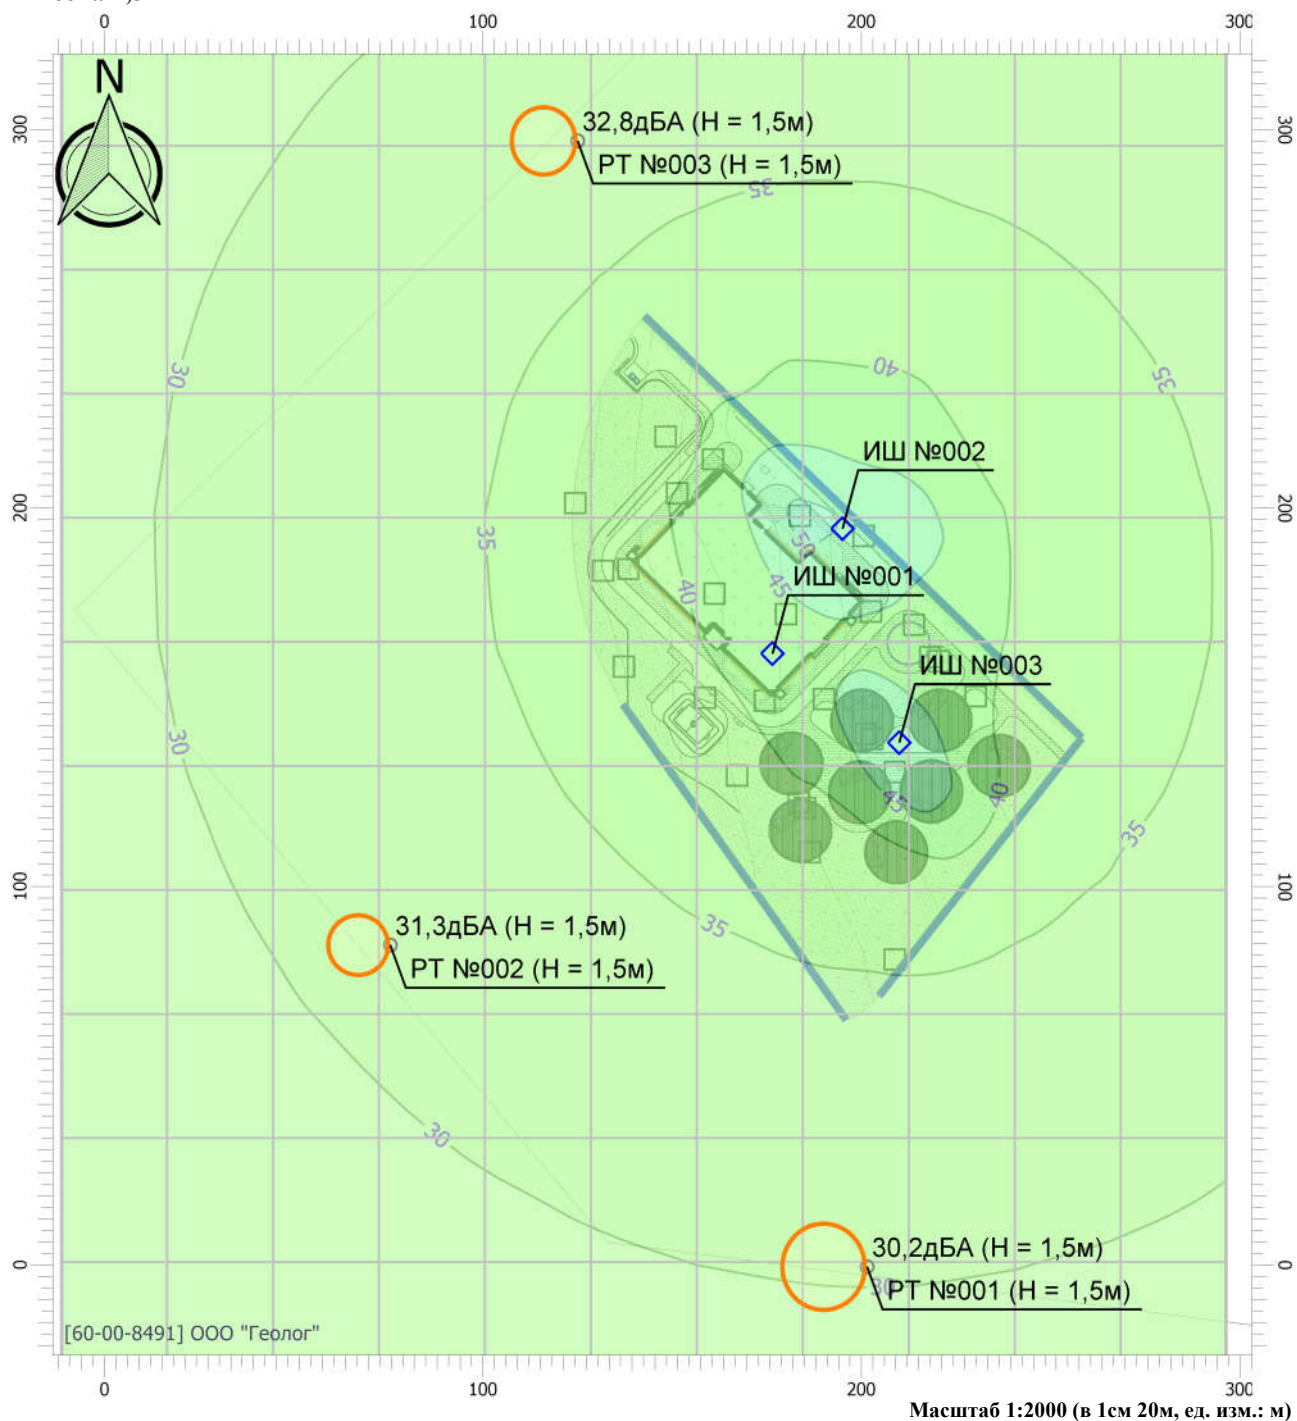 0 100 200 300
N
32,8дБА (H = 1,5м)
РТ №003 (H = 1,5м)
300
300
35
40
35
30
ИШ №002
200
200
35
50
45
ИШ №001
40
ИШ №003
30
45
40
35
35
100
100
31,3дБА (H = 1,5м)
РТ №002 (H = 1,5м)
30
30,2дБА (H = 1,5м)
0
0
30
РТ №001 (H = 1,5м)
[60-00-8491] ООО "Геолог"
0 100 200 300
Масштаб 1:2000 (в 1см 20м, ед. изм.: м)